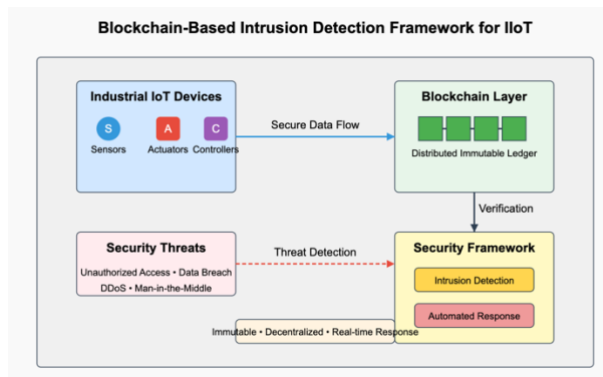 Blockchain-Based Intrusion Detection Framework for IIoT
Industrial IoT Devices
S A C
Sensors Actuators Controllers
Secure Data Flow
Blockchain Layer
Distributed Immutable Ledger
Verification
Security Threats
Unauthorized Access • Data Breach
DDoS • Man-in-the-Middle
Threat Detection
Security Framework
Intrusion Detection
Automated Response
Immutable • Decentralized • Real-time Response